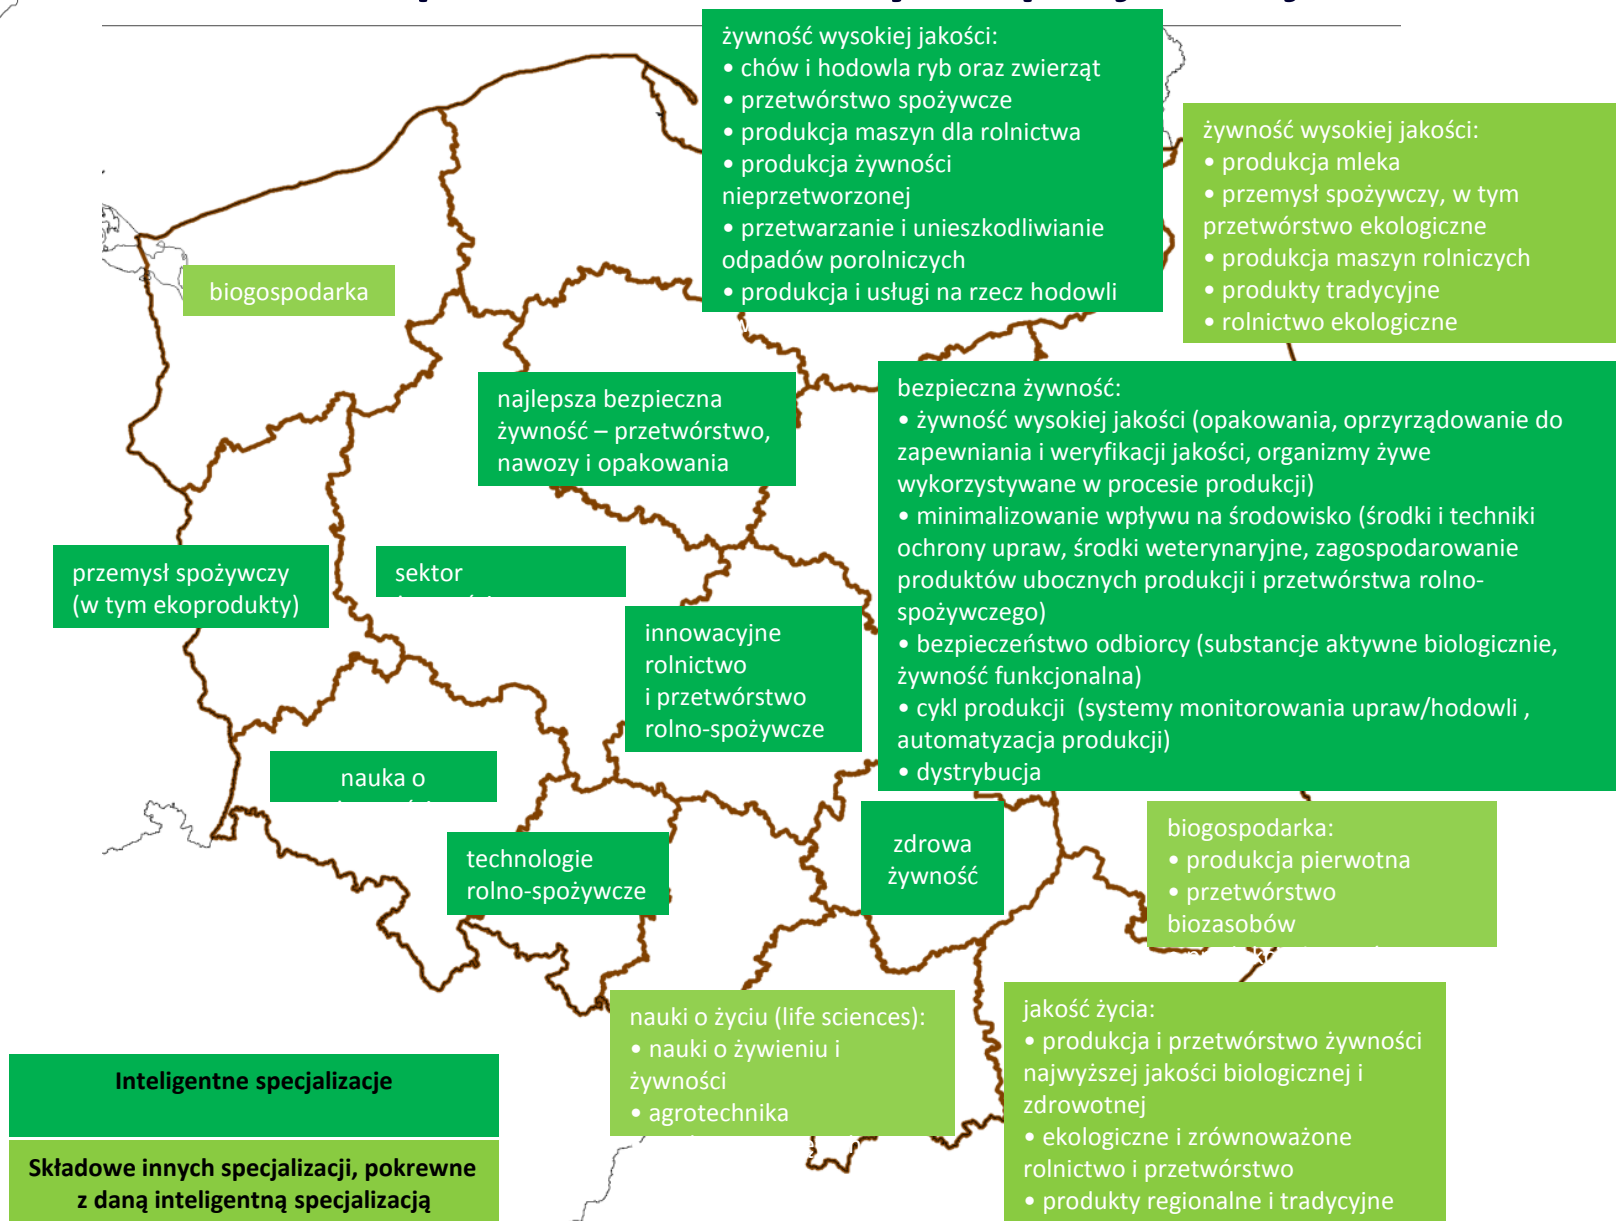 żywność wysokiej jakości:
• chów i hodowla ryb oraz zwierząt
• przetwórstwo spożywcze
• produkcja maszyn dla rolnictwa
• produkcja żywności
nieprzetworzonej
• przetwarzanie i unieszkodliwianie
odpadów porolniczych
• produkcja i usługi na rzecz hodowli
żywność wysokiej jakości:
• produkcja mleka
• przemysł spożywczy, w tym
przetwórstwo ekologiczne
• produkcja maszyn rolniczych
• produkty tradycyjne
• rolnictwo ekologiczne
biogospodarka
najlepsza bezpieczna
żywność – przetwórstwo,
nawozy i opakowania
bezpieczna żywność:
• żywność wysokiej jakości (opakowania, oprzyrządowanie do
zapewniania i weryfikacji jakości, organizmy żywe
wykorzystywane w procesie produkcji)
• minimalizowanie wpływu na środowisko (środki i techniki
ochrony upraw, środki weterynaryjne, zagospodarowanie
produktów ubocznych produkcji i przetwórstwa rolno-
spożywczego)
• bezpieczeństwo odbiorcy (substancje aktywne biologicznie,
żywność funkcjonalna)
• cykl produkcji (systemy monitorowania upraw/hodowli ,
automatyzacja produkcji)
• dystrybucja
przemysł spożywczy
(w tym ekoprodukty)
sektor
innowacyjne
rolnictwo
i przetwórstwo
rolno-spożywcze
nauka o
technologie
rolno-spożywcze
zdrowa
żywność
biogospodarka:
• produkcja pierwotna
• przetwórstwo
biozasobów
nauki o życiu (life sciences):
• nauki o żywieniu i
żywności
• agrotechnika
jakość życia:
• produkcja i przetwórstwo żywności
najwyższej jakości biologicznej i
zdrowotnej
• ekologiczne i zrównoważone
rolnictwo i przetwórstwo
• produkty regionalne i tradycyjne
Inteligentne specjalizacje
Składowe innych specjalizacji, pokrewne
z daną inteligentną specjalizacją